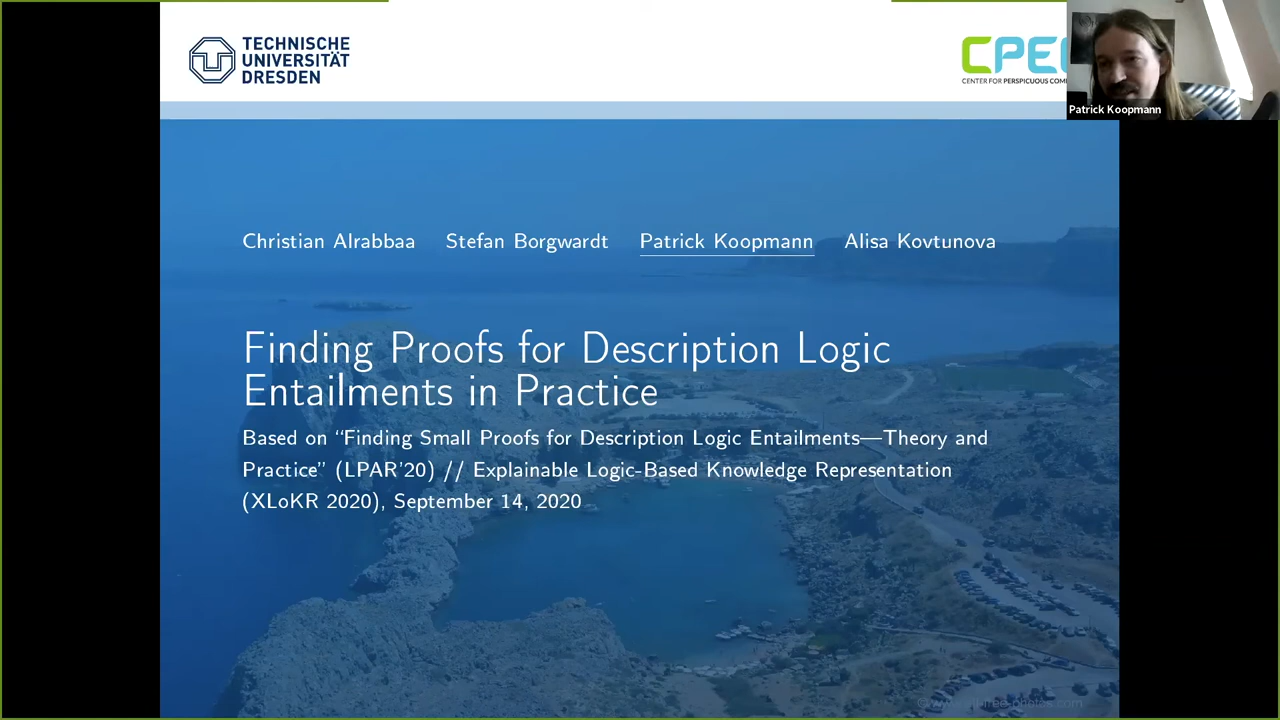 TECHNISCHE
UNIVERSITÄT
DRESDEN
CENTER FOR PERSPICUOUS
Patrick Koopmann
Christian Alrabbaa Stefan Borgwardt Patrick Koopmann Alisa Kovtunova
Finding Proofs for Description Logic
Entailments in Practice
Based on “Finding Small Proofs for Description Logic Entailments—Theory and
Practice” (LPAR’20) // Explainable Logic-Based Knowledge Representation
(XLoKR 2020), September 14, 2020